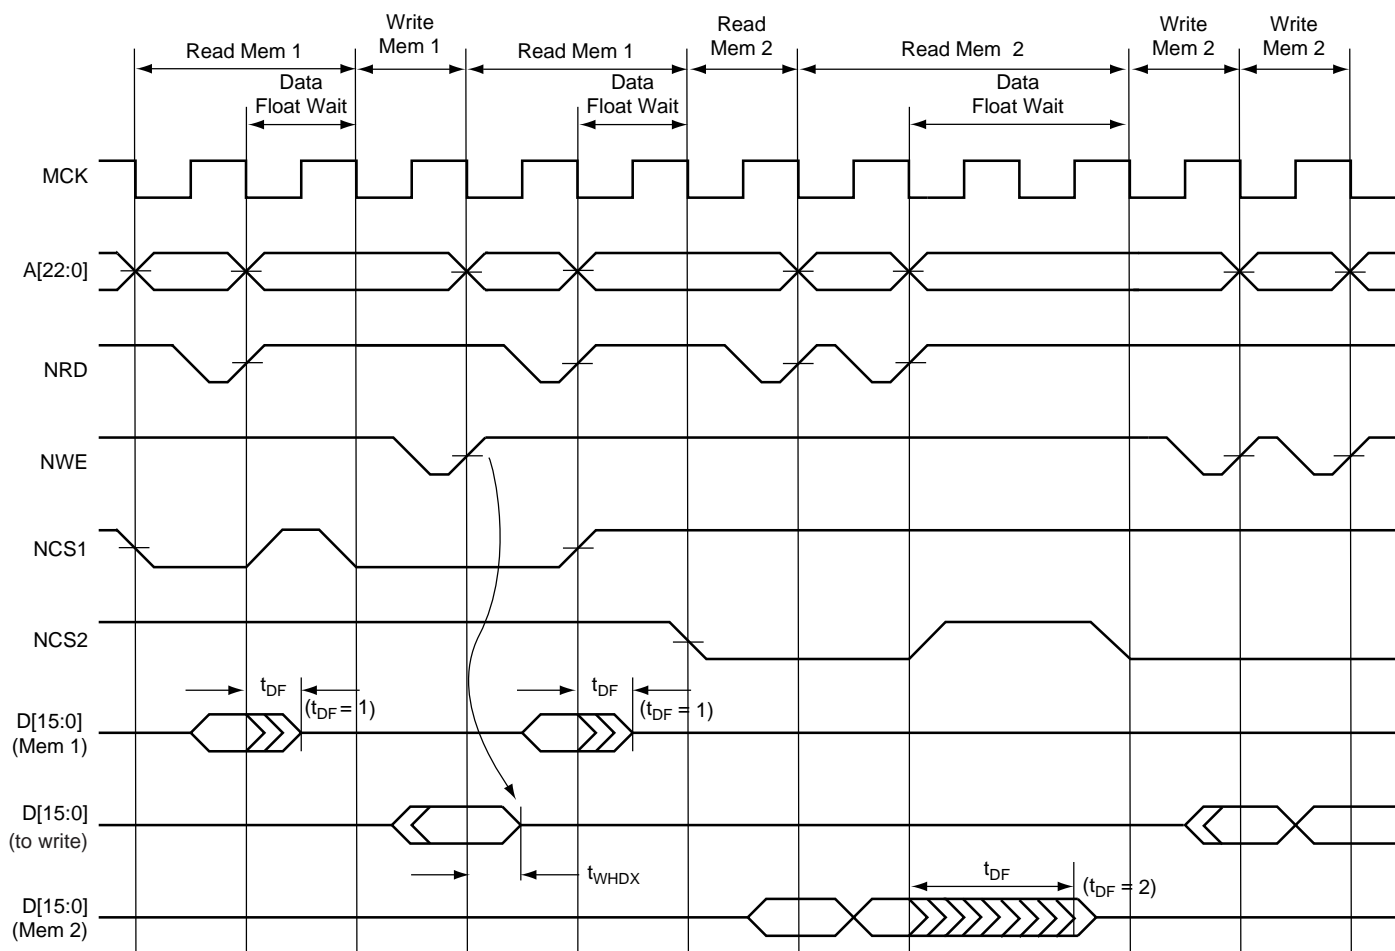 Write
Mem 1
Read
Mem 2
Write
Mem 2
Write
Mem 2
Read Mem 1
Read Mem 1
Read Mem 2
Data
Float Wait
Data
Float Wait
Data
Float Wait
MCK
A[22:0]
NRD
NWE
NCS1
NCS2
tDF
(tDF = 1)
tDF
(tDF = 1)
D[15:0]
(Mem 1)
D[15:0]
(to write)
tWHDX
tDF
(tDF = 2)
D[15:0]
(Mem 2)